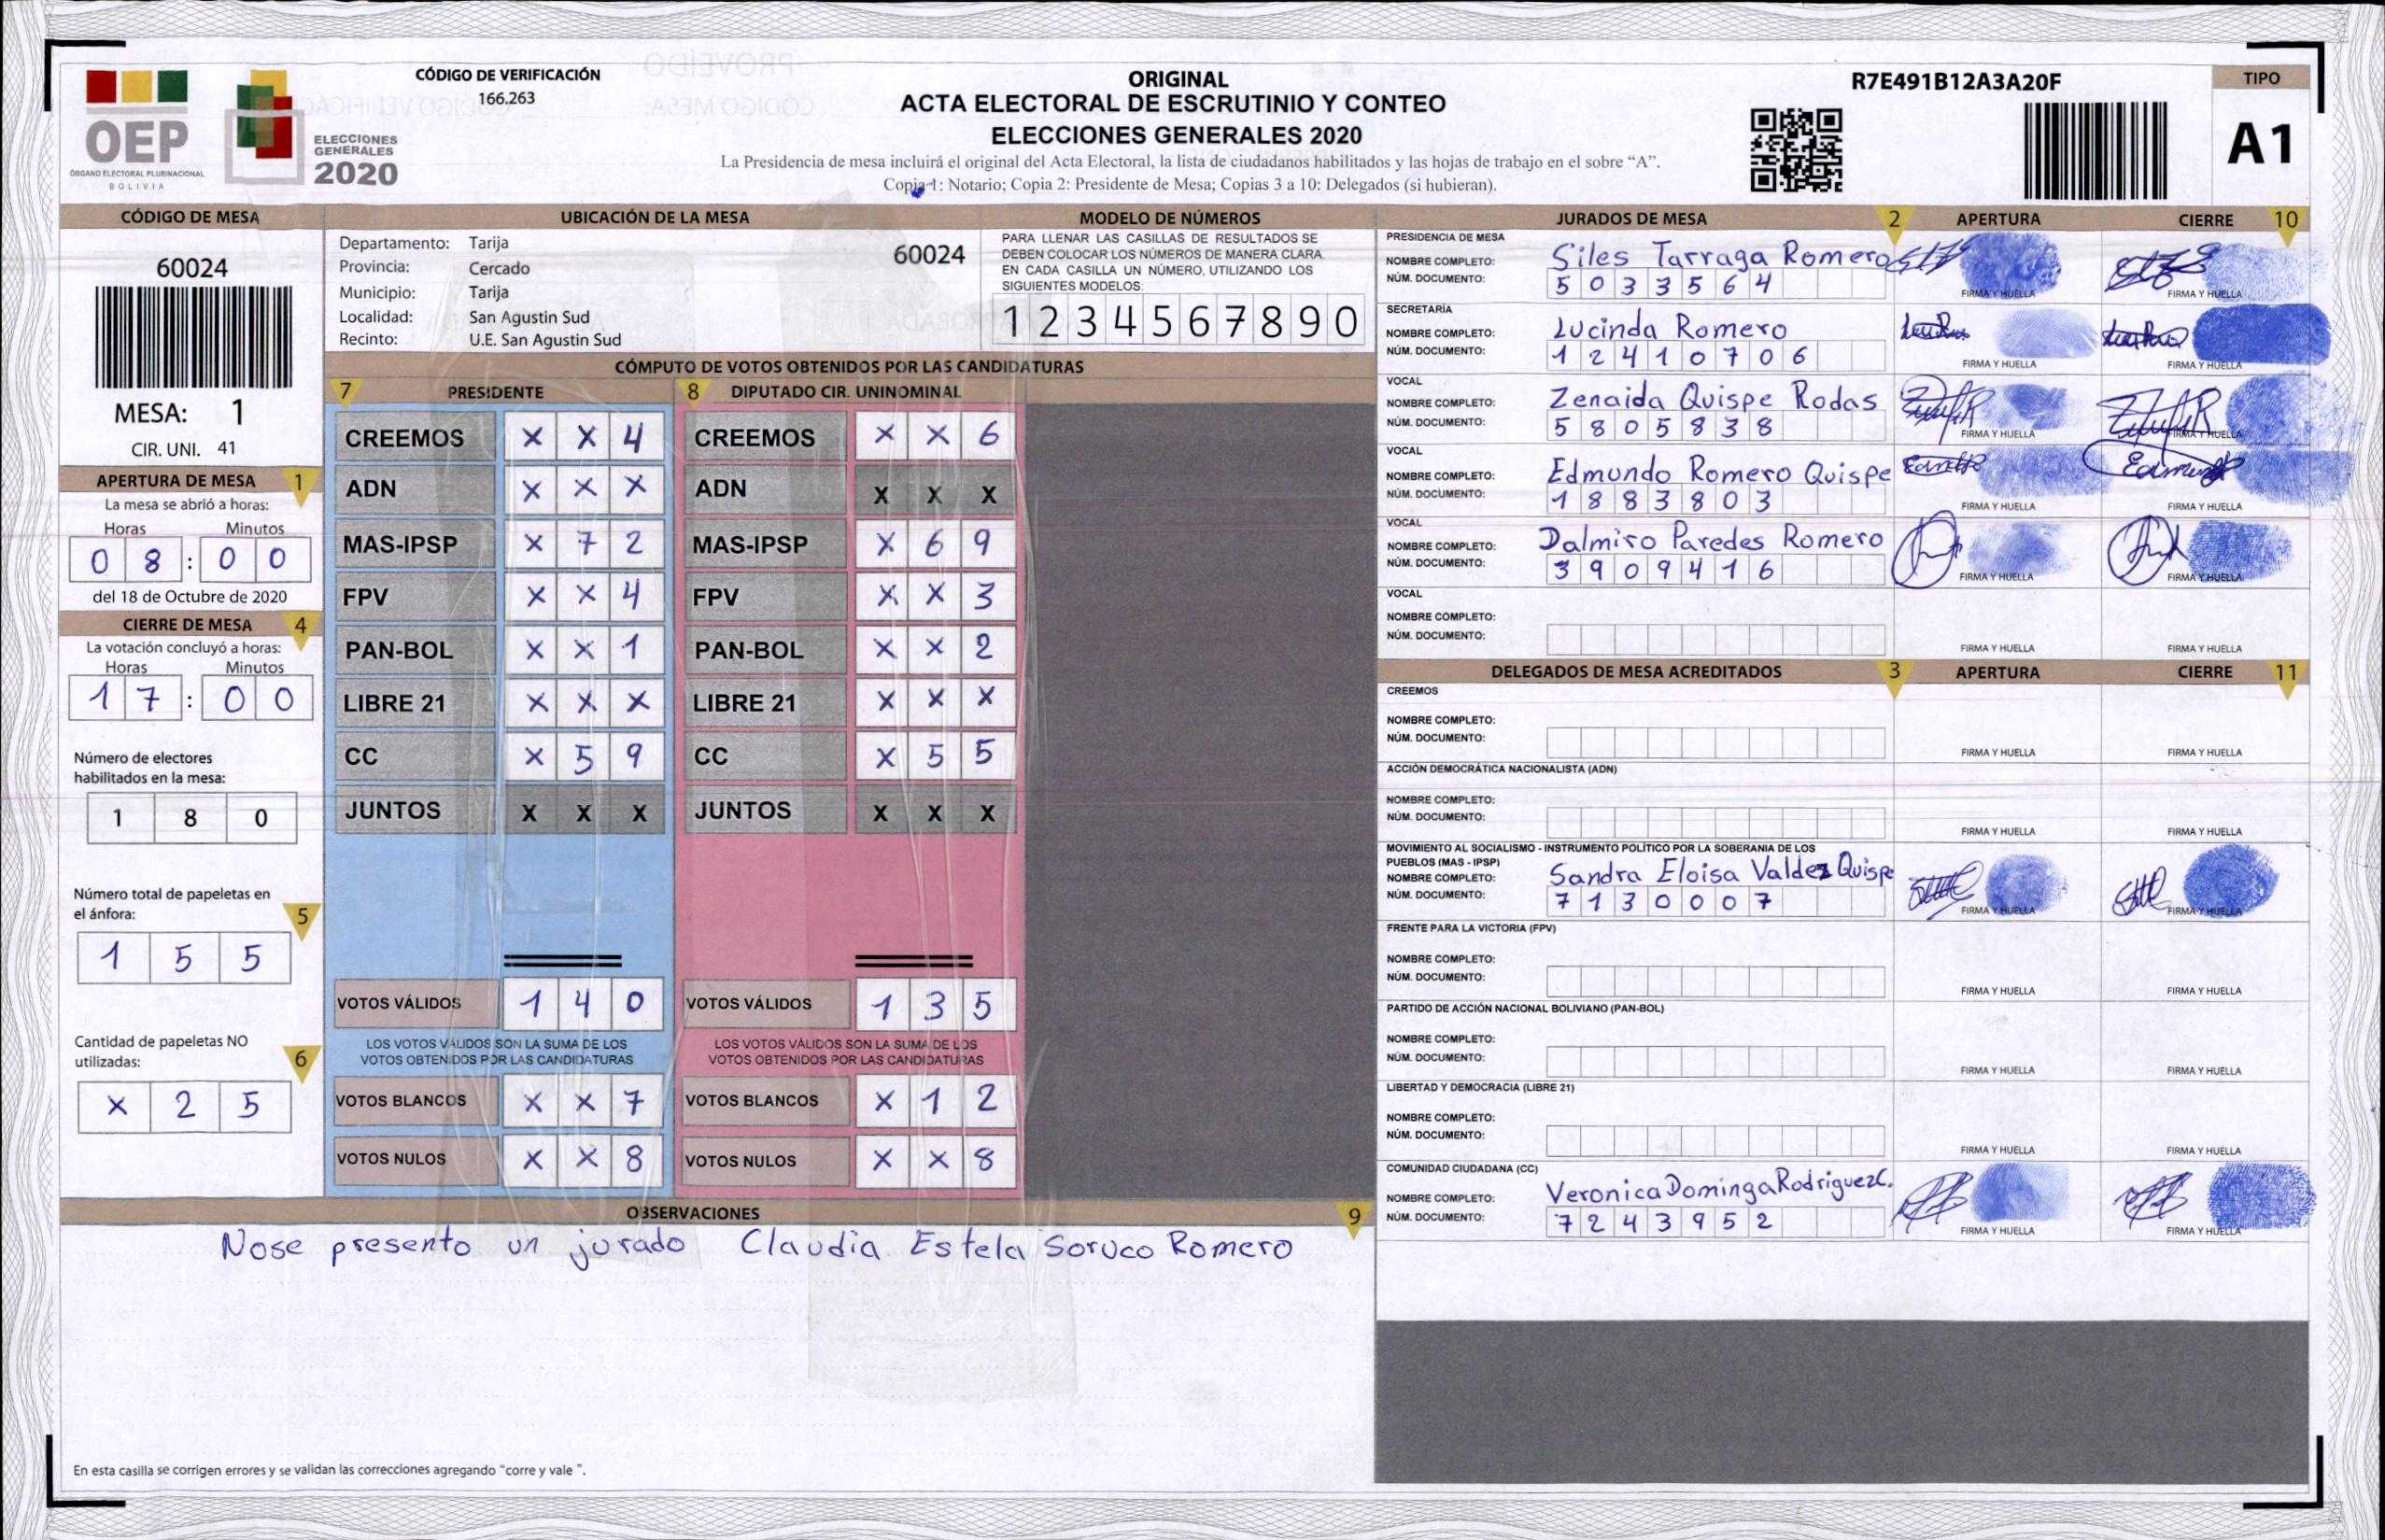 CÓDIGO DE VERIFICACIÓN
166.263
OEP
ÓRGANO ELECTORAL PLURINACIONAL
BOLIVIA
ELECCIONES
GENERALES
2020
ORIGINAL
ACTA ELECTORAL DE ESCRUTINIO Y CONTEO
ELECCIONES GENERALES 2020
La Presidencia de mesa incluirá el original del Acta Electoral, la lista de ciudadanos habilitados y las hojas de trabajo en el sobre “A”.
Copia 1: Notario; Copia 2: Presidente de Mesa; Copias 3 a 10: Delegados (si hubieran).
R7E491B12A3A20F
TIPO
A1
CÓDIGO DE MESA
60024
MESA: 1
CIR. UNI. 41
APERTURA DE MESA 1
La mesa se abrió a horas:
Horas Minutos
0 8 : 0 0
del 18 de Octubre de 2020
CIERRE DE MESA 4
La votación concluyó a horas:
Horas Minutos
1 7 : 0 0
Número de electores
habilitados en la mesa:
1 8 0
Número total de papeletas en
el ánfora: 5
1 5 5
Cantidad de papeletas NO
utilizadas: 6
X 2 5
UBICACIÓN DE LA MESA
Departamento: Tarija
Provincia: Cercado
Municipio: Tarija
Localidad: San Agustin Sud
Recinto: U.E. San Agustin Sud
60024
MODELO DE NÚMEROS
PARA LLENAR LAS CASILLAS DE RESULTADOS SE
DEBEN COLOCAR LOS NÚMEROS DE MANERA CLARA
EN CADA CASILLA UN NÚMERO, UTILIZANDO LOS
SIGUIENTES MODELOS:
1 2 3 4 5 6 7 8 9 0
CÓMPUTO DE VOTOS OBTENIDOS POR LAS CANDIDATURAS
7 PRESIDENTE 8 DIPUTADO CIR. UNINOMINAL
CREEMOS X X 4 CREEMOS X X 6
ADN X X X ADN X X X
MAS-IPSP X 7 2 MAS-IPSP X 6 9
FPV X X 4 FPV X X 3
PAN-BOL X X 1 PAN-BOL X X 2
LIBRE 21 X X X LIBRE 21 X X X
CC X 5 9 CC X 5 5
JUNTOS X X X JUNTOS X X X
VOTOS VÁLIDOS 1 4 0 VOTOS VÁLIDOS 1 3 5
LOS VOTOS VÁLIDOS SON LA SUMA DE LOS LOS VOTOS VÁLIDOS SON LA SUMA DE LOS
VOTOS OBTENIDOS POR LAS CANDIDATURAS VOTOS OBTENIDOS POR LAS CANDIDATURAS
VOTOS BLANCOS X X 7 VOTOS BLANCOS X 1 2
VOTOS NULOS X X 8 VOTOS NULOS X X 8
OBSERVACIONES 9
Nose presento un jurado Claudia Estela Soruco Romero
En esta casilla se corrigen errores y se validan las correcciones agregando “corre y vale ”.
JURADOS DE MESA 2 APERTURA CIERRE 10
PRESIDENCIA DE MESA
NOMBRE COMPLETO: Siles Tarraga Romero
NÚM. DOCUMENTO: 5 0 3 3 5 6 4
FIRMA Y HUELLA FIRMA Y HUELLA
SECRETARÍA
NOMBRE COMPLETO: Lucinda Romero
NÚM. DOCUMENTO: 1 2 4 1 0 7 0 6
FIRMA Y HUELLA FIRMA Y HUELLA
VOCAL
NOMBRE COMPLETO: Zenaida Quispe Rodas
NÚM. DOCUMENTO: 5 8 0 5 8 3 8
FIRMA Y HUELLA FIRMA Y HUELLA
VOCAL
NOMBRE COMPLETO: Edmundo Romero Quispe
NÚM. DOCUMENTO: 1 8 8 3 8 0 3
FIRMA Y HUELLA FIRMA Y HUELLA
VOCAL
NOMBRE COMPLETO: Dalmiro Paredes Romero
NÚM. DOCUMENTO: 3 9 0 9 4 1 6
FIRMA Y HUELLA FIRMA Y HUELLA
VOCAL
NOMBRE COMPLETO:
NÚM. DOCUMENTO:
FIRMA Y HUELLA FIRMA Y HUELLA
DELEGADOS DE MESA ACREDITADOS 3 APERTURA CIERRE 11
CREEMOS
NOMBRE COMPLETO:
NÚM. DOCUMENTO:
FIRMA Y HUELLA FIRMA Y HUELLA
ACCIÓN DEMOCRÁTICA NACIONALISTA (ADN)
NOMBRE COMPLETO:
NÚM. DOCUMENTO:
FIRMA Y HUELLA FIRMA Y HUELLA
MOVIMIENTO AL SOCIALISMO - INSTRUMENTO POLÍTICO POR LA SOBERANIA DE LOS
PUEBLOS (MAS - IPSP)
NOMBRE COMPLETO: Sandra Eloisa Valdez Quispe
NÚM. DOCUMENTO: 7 1 3 0 0 0 7
FIRMA Y HUELLA FIRMA Y HUELLA
FRENTE PARA LA VICTORIA (FPV)
NOMBRE COMPLETO:
NÚM. DOCUMENTO:
FIRMA Y HUELLA FIRMA Y HUELLA
PARTIDO DE ACCIÓN NACIONAL BOLIVIANO (PAN-BOL)
NOMBRE COMPLETO:
NÚM. DOCUMENTO:
FIRMA Y HUELLA FIRMA Y HUELLA
LIBERTAD Y DEMOCRACIA (LIBRE 21)
NOMBRE COMPLETO:
NÚM. DOCUMENTO:
FIRMA Y HUELLA FIRMA Y HUELLA
COMUNIDAD CIUDADANA (CC)
NOMBRE COMPLETO: Veronica Dominga Rodriguez C.
NÚM. DOCUMENTO: 7 2 4 3 9 5 2
FIRMA Y HUELLA FIRMA Y HUELLA